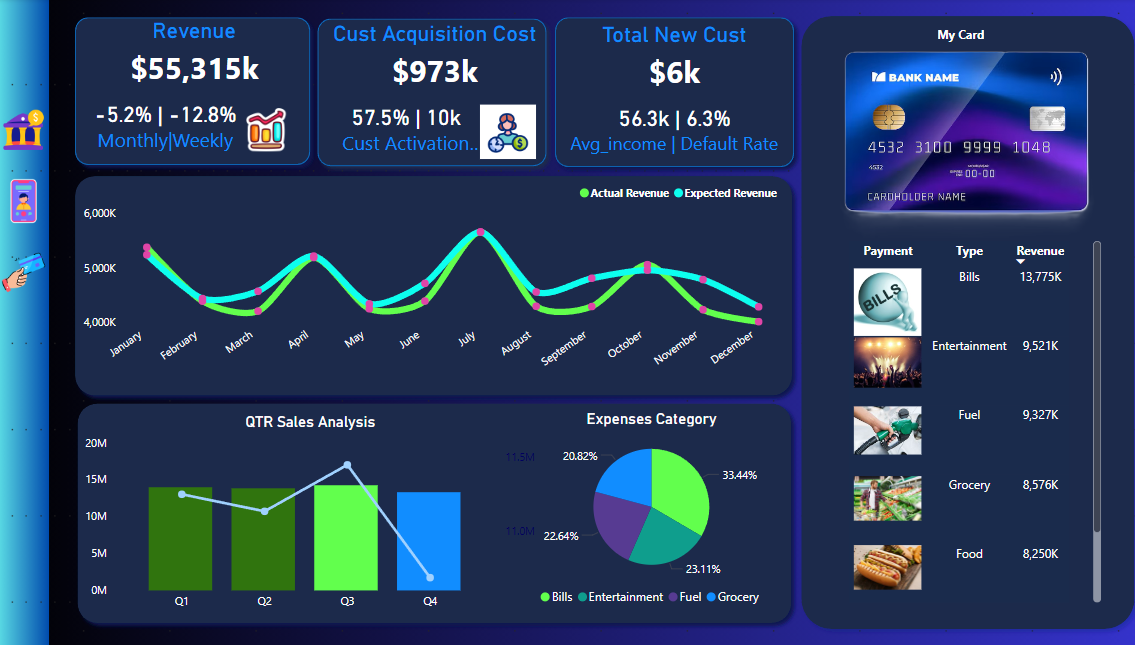 Revenue
$55,315k
-5.2% | -12.8%
Monthly|Weekly
Cust Acquisition Cost
$973k
57.5% | 10k
Cust Activation..
Total New Cust
$6k
56.3k | 6.3%
Avg_income | Default Rate
My Card
BANK NAME
4532 3100 9999 1048
4532
00-00
CARDHOLDER NAME
Actual Revenue Expected Revenue
6,000K
5,000K
4,000K
January February March April May June July August September October November December
Payment Type Revenue
BILLS
Bills 13,775K
Entertainment 9,521K
Fuel 9,327K
Grocery 8,576K
Food 8,250K
QTR Sales Analysis
20M
15M
10M
5M
0M
11.5M
11.0M
Q1 Q2 Q3 Q4
Expenses Category
20.82%
33.44%
22.64%
23.11%
Bills Entertainment Fuel Grocery